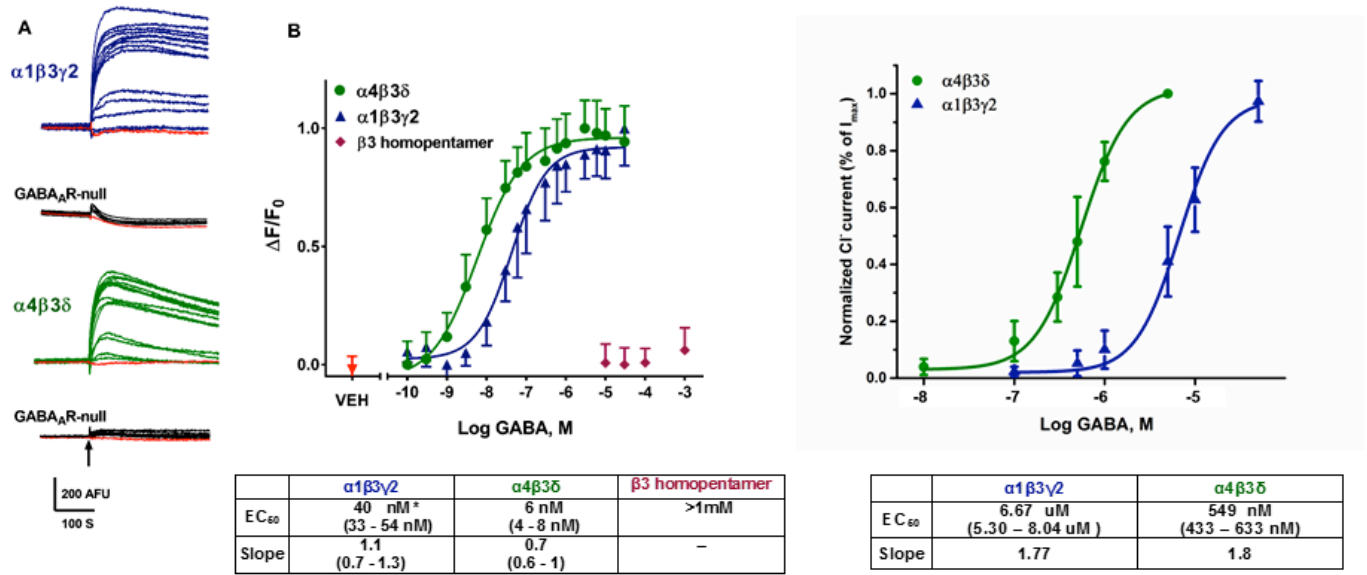 A
α1β3γ2
GABAAR-null
α4β3δ
GABAAR-null
200 AFU
100 S
B
α4β3δ
α1β3γ2
β3 homopentamer
ΔF/F0
1.0
0.5
0.0
VEH
-10 -9 -8 -7 -6 -5 -4 -3
Log GABA, M
α1β3γ2 α4β3δ β3 homopentamer
EC50 40 nM * 6 nM >1mM
(33 - 54 nM) (4 - 8 nM)
Slope 1.1 0.7 –
(0.7 - 1.3) (0.6 - 1)
α4β3δ
α1β3γ2
Normalized Cl- current (% of Imax)
1.0
0.8
0.6
0.4
0.2
0.0
-8 -7 -6 -5
Log GABA, M
α1β3γ2 α4β3δ
EC50 6.67 uM 549 nM
(5.30 – 8.04 uM ) (433 – 633 nM)
Slope 1.77 1.8